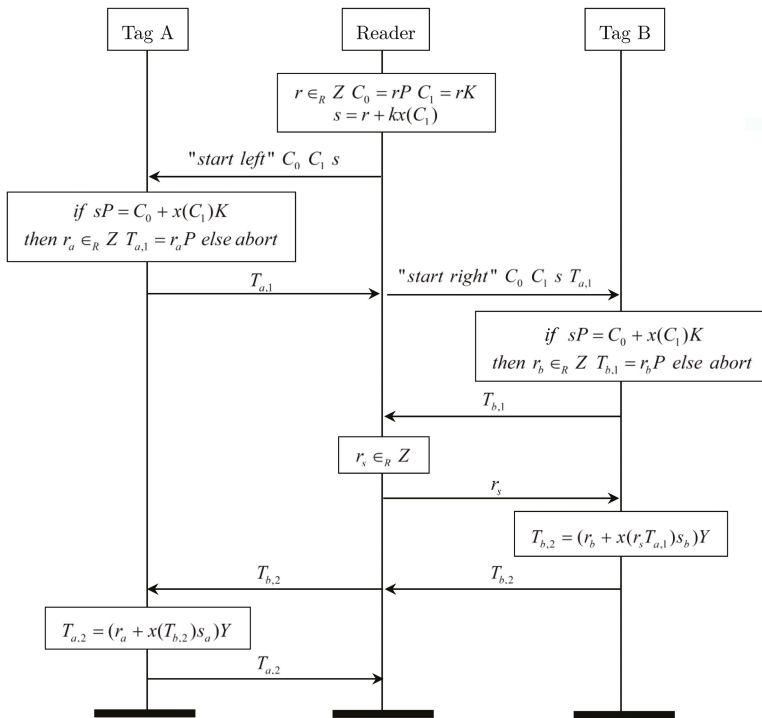 Tag A
Reader
Tag B
r ∈_R Z C_0 = rP C_1 = rK
s = r + kx(C_1)
"start left" C_0 C_1 s
if sP = C_0 + x(C_1)K
then r_a ∈_R Z T_{a,1} = r_a P else abort
T_{a,1}
"start right" C_0 C_1 s T_{a,1}
if sP = C_0 + x(C_1)K
then r_b ∈_R Z T_{b,1} = r_b P else abort
T_{b,1}
r_s ∈_R Z
r_s
T_{b,2} = (r_b + x(r_s T_{a,1})s_b)Y
T_{b,2}
T_{b,2}
T_{a,2} = (r_a + x(T_{b,2})s_a)Y
T_{a,2}